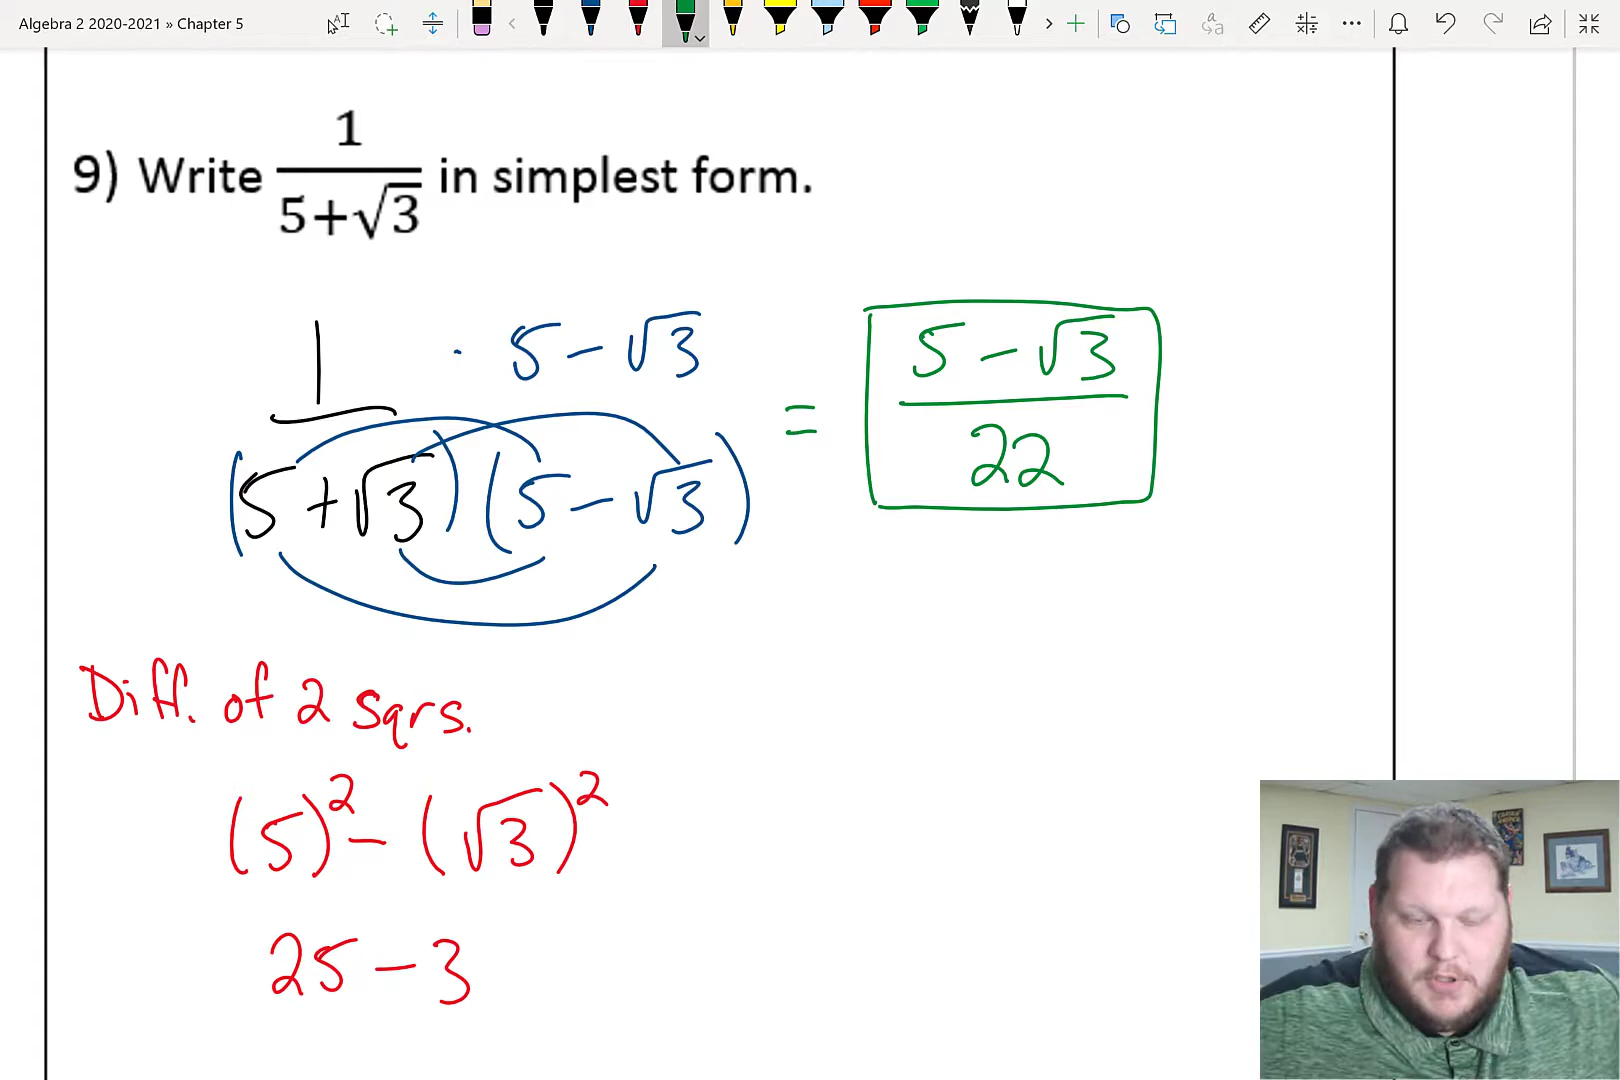 Algebra 2 2020-2021 » Chapter 5
9) Write 1/(5+√3) in simplest form.
1 · 5 - √3 = 5 - √3
(5 + √3)(5 - √3) 22
Diff. of 2 sqrs.
(5)² - (√3)²
25 - 3